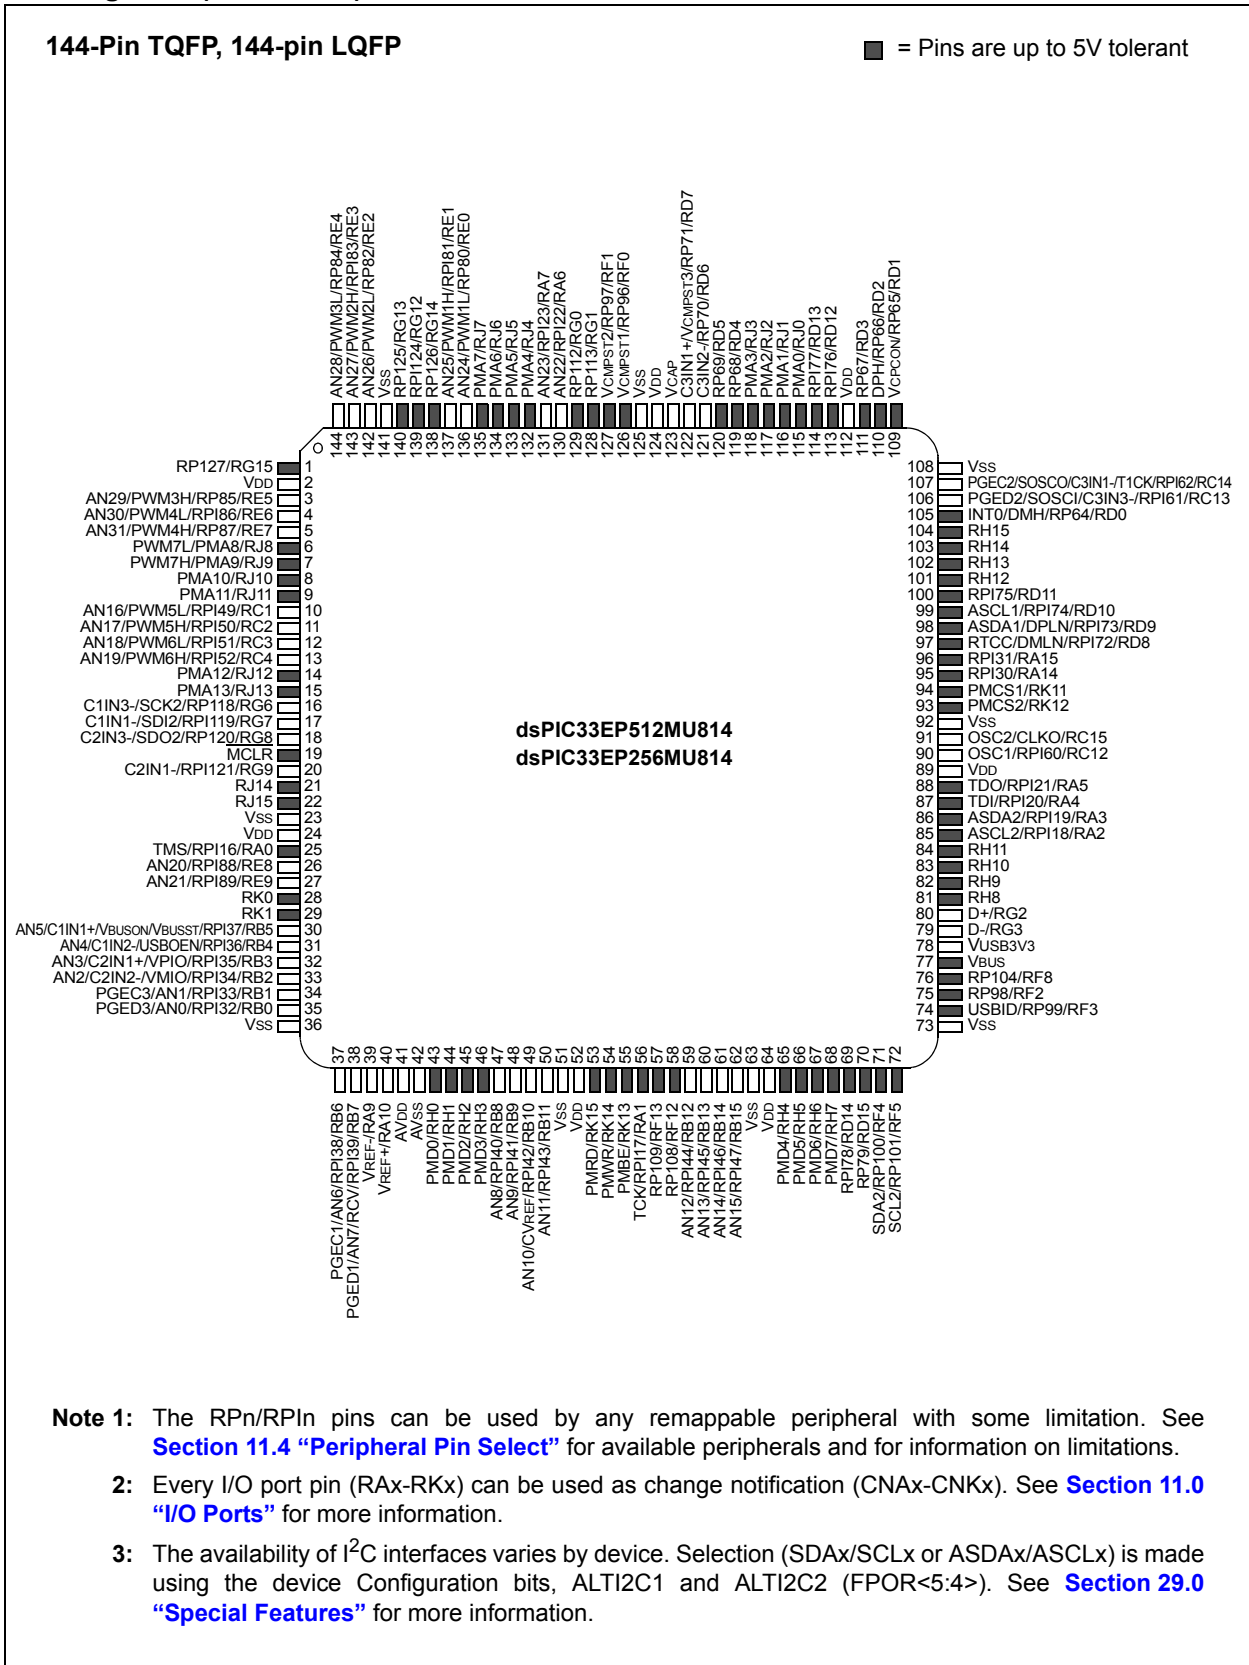 144-Pin TQFP, 144-pin LQFP
= Pins are up to 5V tolerant
AN28/PWM3L/RP84/RE4
AN27/PWM2H/RPI83/RE3
AN26/PWM2L/RP82/RE2
VSS
RP125/RG13
RPI124/RG12
RP126/RG14
AN25/PWM1H/RPI81/RE1
AN24/PWM1L/RP80/RE0
PMA7/RJ7
PMA6/RJ6
PMA5/RJ5
PMA4/RJ4
AN23/RPI23/RA7
AN22/RPI22/RA6
RP112/RG0
RP113/RG1
VCMPST2/RP97/RF1
VCMPST1/RP96/RF0
VSS
VDD
VCAP
C3IN1+/VCMPST3/RP71/RD7
C3IN2-/RP70/RD6
RP69/RD5
RP68/RD4
PMA3/RJ3
PMA2/RJ2
PMA1/RJ1
PMA0/RJ0
RPI77/RD13
RPI76/RD12
VDD
RP67/RD3
DPH/RP66/RD2
VCPCON/RP65/RD1
144 143 142 141 140 139 138 137 136 135 134 133 132 131 130 129 128 127 126 125 124 123 122 121 120 119 118 117 116 115 114 113 112 111 110 109
RP127/RG15 1
VDD 2
AN29/PWM3H/RP85/RE5 3
AN30/PWM4L/RPI86/RE6 4
AN31/PWM4H/RP87/RE7 5
PWM7L/PMA8/RJ8 6
PWM7H/PMA9/RJ9 7
PMA10/RJ10 8
PMA11/RJ11 9
AN16/PWM5L/RPI49/RC1 10
AN17/PWM5H/RPI50/RC2 11
AN18/PWM6L/RPI51/RC3 12
AN19/PWM6H/RPI52/RC4 13
PMA12/RJ12 14
PMA13/RJ13 15
C1IN3-/SCK2/RP118/RG6 16
C1IN1-/SDI2/RPI119/RG7 17
C2IN3-/SDO2/RP120/RG8 18
MCLR 19
C2IN1-/RPI121/RG9 20
RJ14 21
RJ15 22
VSS 23
VDD 24
TMS/RPI16/RA0 25
AN20/RPI88/RE8 26
AN21/RPI89/RE9 27
RK0 28
RK1 29
AN5/C1IN1+/VBUSON/VBUSST/RPI37/RB5 30
AN4/C1IN2-/USBOEN/RPI36/RB4 31
AN3/C2IN1+/VPIO/RPI35/RB3 32
AN2/C2IN2-/VMIO/RPI34/RB2 33
PGEC3/AN1/RPI33/RB1 34
PGED3/AN0/RPI32/RB0 35
VSS 36
dsPIC33EP512MU814
dsPIC33EP256MU814
108 VSS
107 PGEC2/SOSCO/C3IN1-/T1CK/RPI62/RC14
106 PGED2/SOSCI/C3IN3-/RPI61/RC13
105 INT0/DMH/RP64/RD0
104 RH15
103 RH14
102 RH13
101 RH12
100 RPI75/RD11
99 ASCL1/RPI74/RD10
98 ASDA1/DPLN/RPI73/RD9
97 RTCC/DMLN/RPI72/RD8
96 RPI31/RA15
95 RPI30/RA14
94 PMCS1/RK11
93 PMCS2/RK12
92 VSS
91 OSC2/CLKO/RC15
90 OSC1/RPI60/RC12
89 VDD
88 TDO/RPI21/RA5
87 TDI/RPI20/RA4
86 ASDA2/RPI19/RA3
85 ASCL2/RPI18/RA2
84 RH11
83 RH10
82 RH9
81 RH8
80 D+/RG2
79 D-/RG3
78 VUSB3V3
77 VBUS
76 RP104/RF8
75 RP98/RF2
74 USBID/RP99/RF3
73 VSS
37 38 39 40 41 42 43 44 45 46 47 48 49 50 51 52 53 54 55 56 57 58 59 60 61 62 63 64 65 66 67 68 69 70 71 72
PGEC1/AN6/RPI38/RB6
PGED1/AN7/RCV/RPI39/RB7
VREF-/RA9
VREF+/RA10
AVDD
AVSS
PMD0/RH0
PMD1/RH1
PMD2/RH2
PMD3/RH3
AN8/RPI40/RB8
AN9/RPI41/RB9
AN10/CVREF/RPI42/RB10
AN11/RPI43/RB11
VSS
VDD
PMRD/RK15
PMWR/RK14
PMBE/RK13
TCK/RPI17/RA1
RP109/RF13
RP108/RF12
AN12/RPI44/RB12
AN13/RPI45/RB13
AN14/RPI46/RB14
AN15/RPI47/RB15
VSS
VDD
PMD4/RH4
PMD5/RH5
PMD6/RH6
PMD7/RH7
RPI78/RD14
RP79/RD15
SDA2/RP100/RF4
SCL2/RP101/RF5
Note 1: The RPn/RPIn pins can be used by any remappable peripheral with some limitation. See
Section 11.4 “Peripheral Pin Select” for available peripherals and for information on limitations.
2: Every I/O port pin (RAx-RKx) can be used as change notification (CNAx-CNKx). See Section 11.0
“I/O Ports” for more information.
3: The availability of I2C interfaces varies by device. Selection (SDAx/SCLx or ASDAx/ASCLx) is made
using the device Configuration bits, ALTI2C1 and ALTI2C2 (FPOR<5:4>). See Section 29.0
“Special Features” for more information.